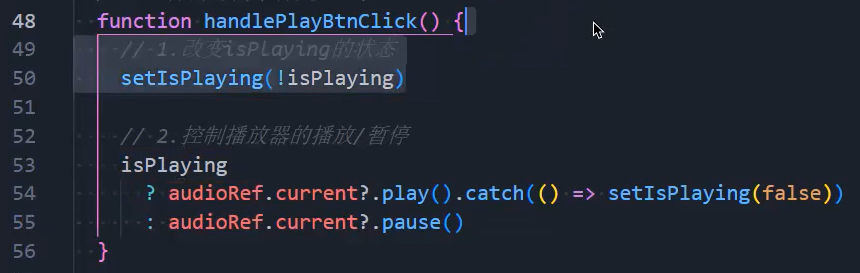 48 function handlePlayBtnClick() {
49 // 1.改变isPlaying的状态
50 setIsPlaying(!isPlaying)
51
52 // 2.控制播放器的播放/暂停
53 isPlaying
54 ? audioRef.current?.play().catch(() => setIsPlaying(false))
55 : audioRef.current?.pause()
56 }